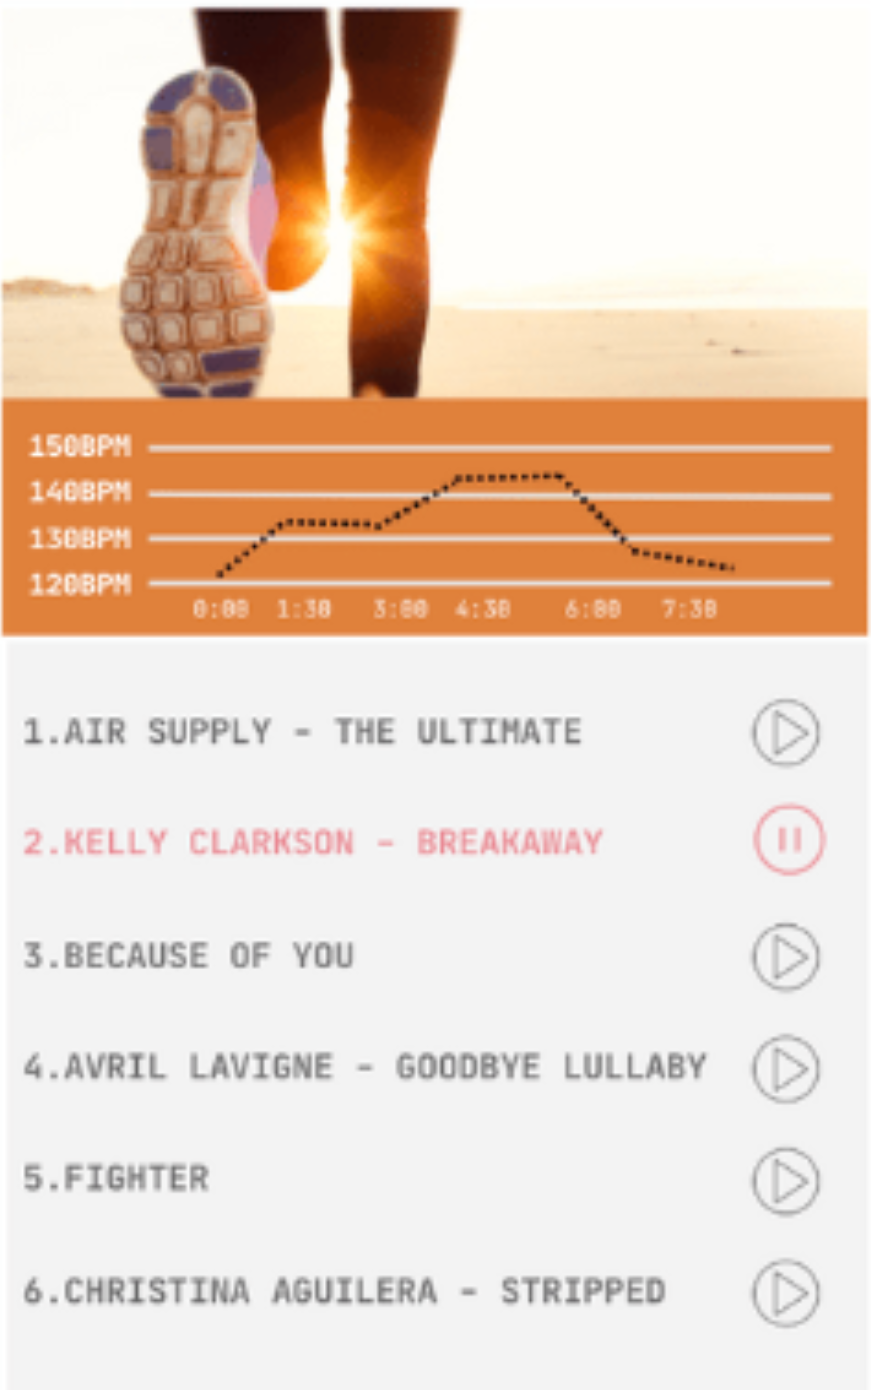 150BPM
140BPM
130BPM
120BPM
0:00 1:30 3:00 4:30 6:00 7:30
1.AIR SUPPLY - THE ULTIMATE
2.KELLY CLARKSON - BREAKAWAY
3.BECAUSE OF YOU
4.AVRIL LAVIGNE - GOODBYE LULLABY
5.FIGHTER
6.CHRISTINA AGUILERA - STRIPPED